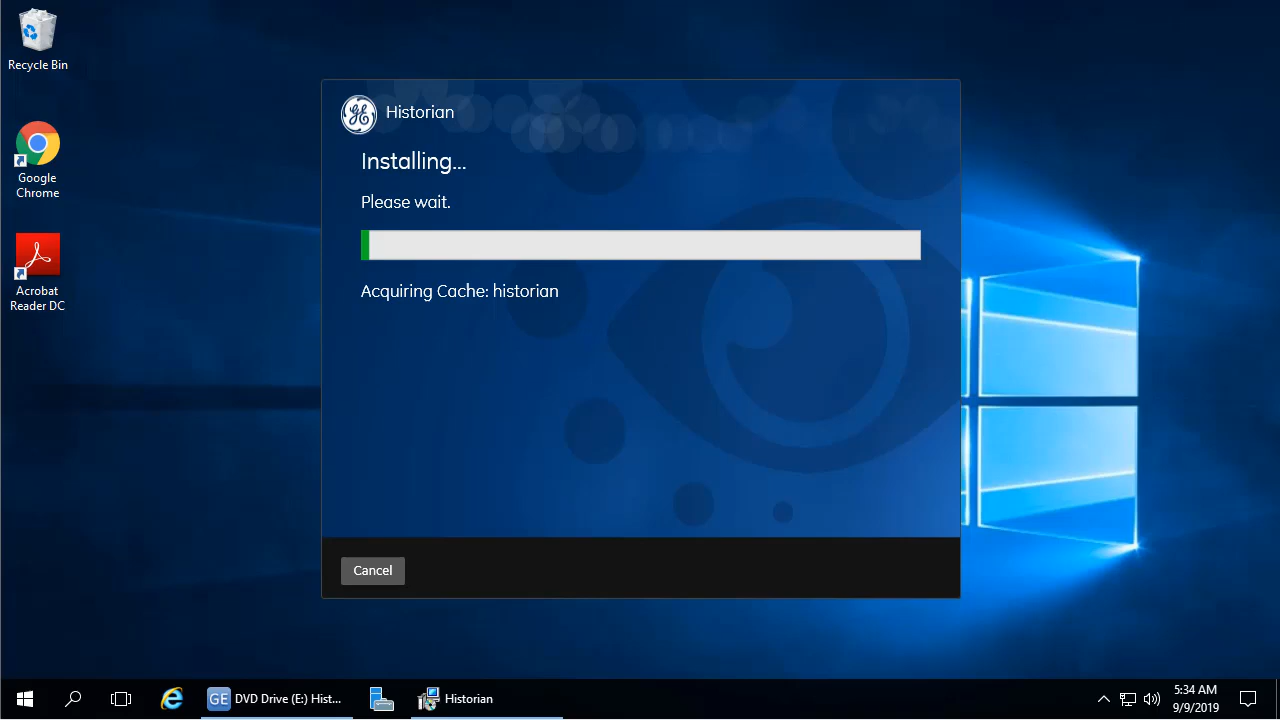 Recycle Bin
Google
Chrome
Acrobat
Reader DC
Historian
Installing...
Please wait.
Acquiring Cache: historian
Cancel
GE DVD Drive (E:) Hist...
Historian
5:34 AM
9/9/2019